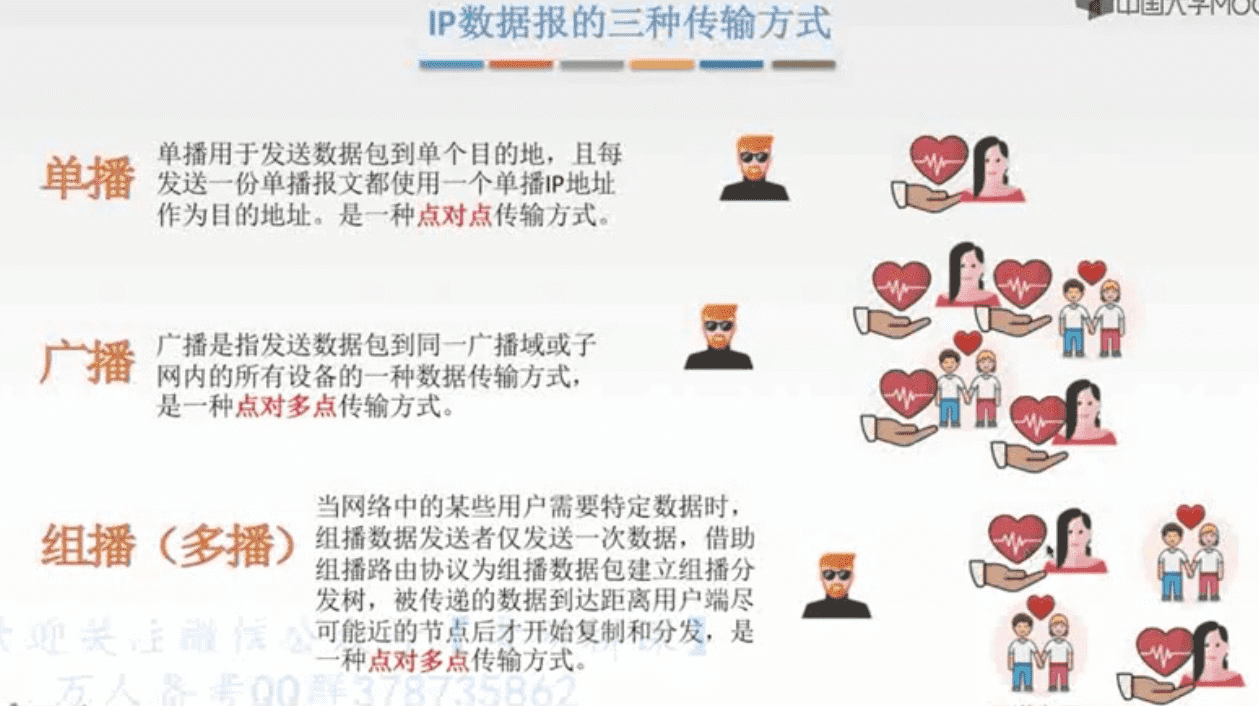 中国大学MOO
IP数据报的三种传输方式
单播
单播用于发送数据包到单个目的地，且每
发送一份单播报文都使用一个单播IP地址
作为目的地址。是一种点对点传输方式。
广播
广播是指发送数据包到同一广播域或子
网内的所有设备的一种数据传输方式，
是一种点对多点传输方式。
组播（多播）
当网络中的某些用户需要特定数据时，
组播数据发送者仅发送一次数据，借助
组播路由协议为组播数据包建立组播分
发树，被传递的数据到达距离用户端尽
可能近的节点后才开始复制和分发，是
一种点对多点传输方式。
欢迎关注微信公
万人备考QQ群378735862